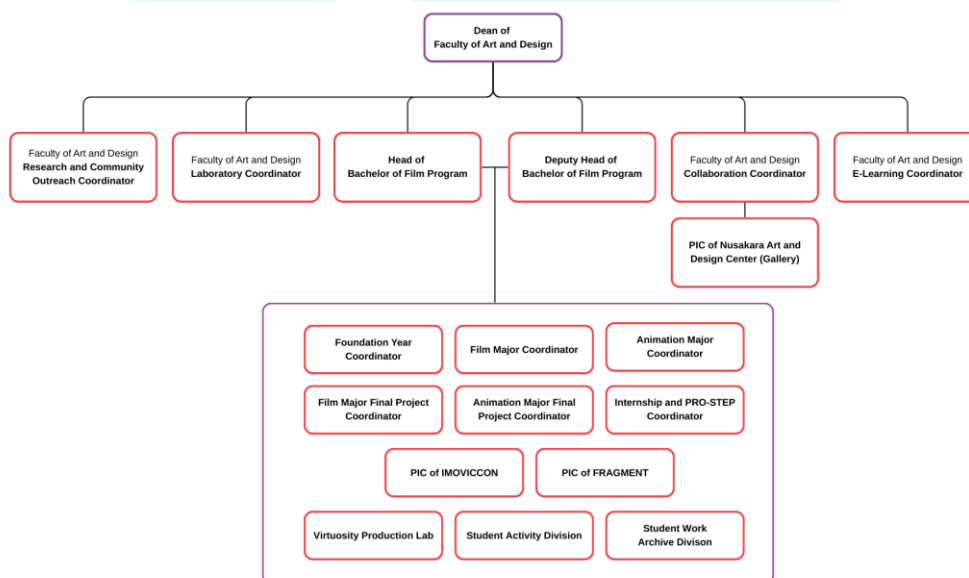 Dean of
Faculty of Art and Design
Faculty of Art and Design
Research and Community
Outreach Coordinator
Faculty of Art and Design
Laboratory Coordinator
Head of
Bachelor of Film Program
Deputy Head of
Bachelor of Film Program
Faculty of Art and Design
Collaboration Coordinator
Faculty of Art and Design
E-Learning Coordinator
PIC of Nusakara Art and
Design Center (Gallery)
Foundation Year
Coordinator
Film Major Coordinator
Animation Major
Coordinator
Film Major Final Project
Coordinator
Animation Major Final
Project Coordinator
Internship and PRO-STEP
Coordinator
PIC of IMOVICCON
PIC of FRAGMENT
Virtuosity Production Lab
Student Activity Division
Student Work
Archive Divison